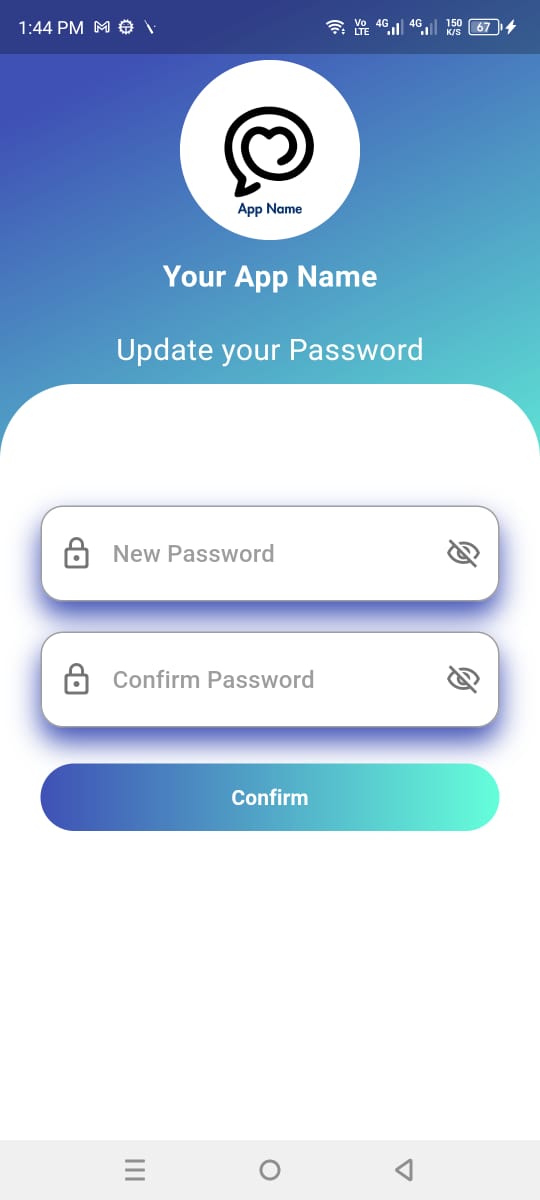 1:44 PM Vo LTE 4G 4G 150 K/S 67
App Name
Your App Name
Update your Password
New Password
Confirm Password
Confirm